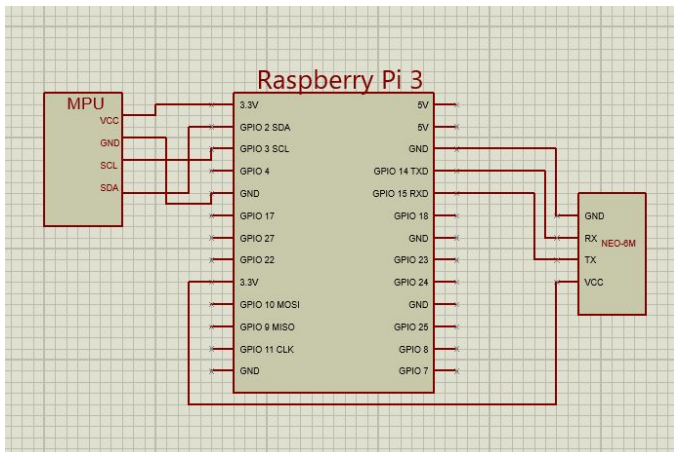 Raspberry Pi 3
MPU
VCC
GND
SCL
SDA
3.3V
GPIO 2 SDA
GPIO 3 SCL
GPIO 4
GND
GPIO 17
GPIO 27
GPIO 22
3.3V
GPIO 10 MOSI
GPIO 9 MISO
GPIO 11 CLK
GND
5V
5V
GND
GPIO 14 TXD
GPIO 15 RXD
GPIO 18
GND
GPIO 23
GPIO 24
GND
GPIO 25
GPIO 8
GPIO 7
GND
RX
NEO-6M
TX
VCC